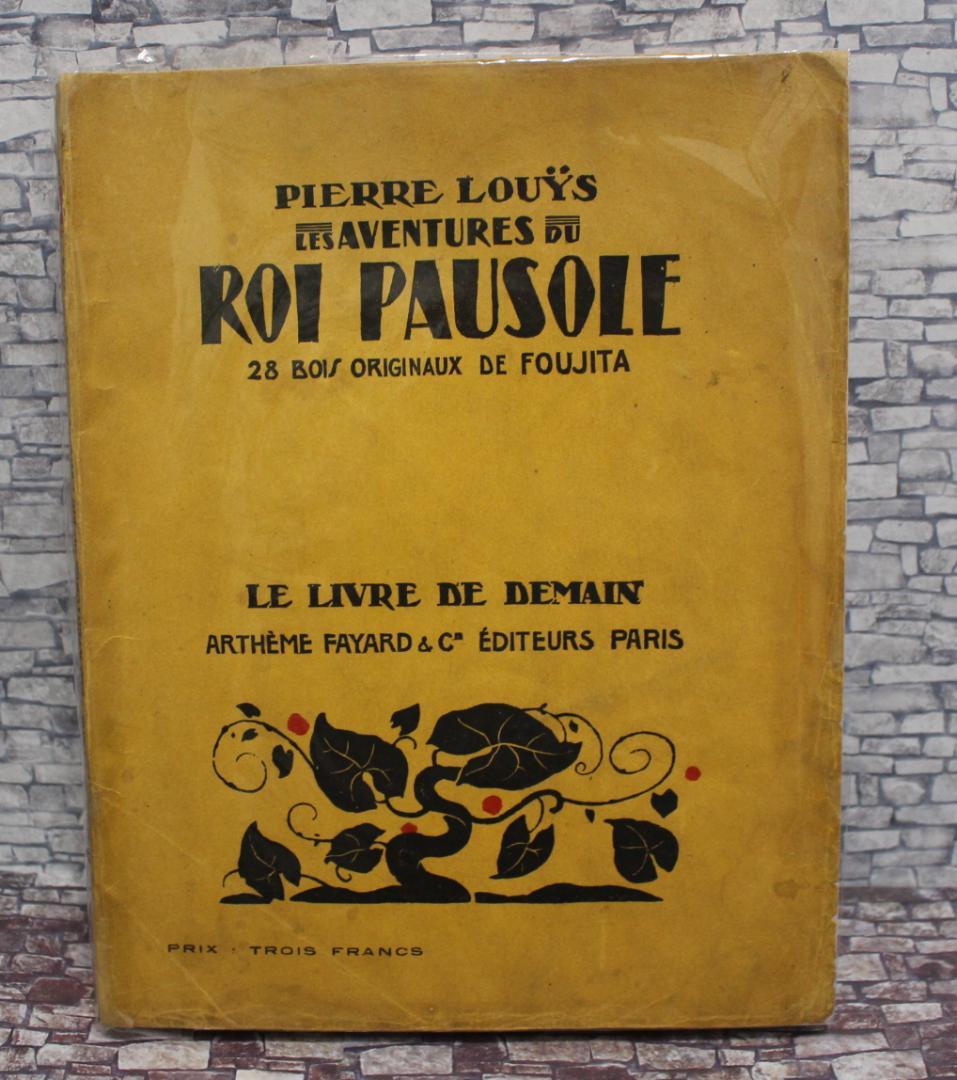 PIERRE LOUŸS
LES AVENTURES DU
ROI PAUSOLE
28 BOIS ORIGINAUX DE FOUJITA
LE LIVRE DE DEMAIN
ARTHÈME FAYARD & Cie ÉDITEURS PARIS
PRIX · TROIS FRANCS